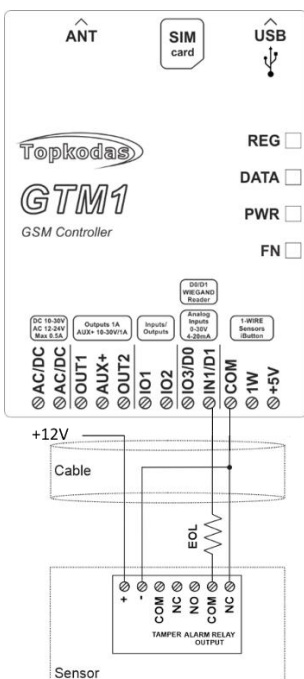 ANT
SIM
card
USB
Topkodas
GTM1
GSM Controller
REG
DATA
PWR
FN
D0/D1
WIEGAND
Reader
DC 10-30V
AC 12-24V
Max 0.5A
Outputs 1A
AUX+ 10-30V/1A
Inputs/
Outputs
Analog
Inputs
0-30V
4-20mA
1-WIRE
Sensors
iButton
AC/DC
AC/DC
OUT1
AUX+
OUT2
IO1
IO2
IO3/D0
IN1/D1
COM
1W
+5V
+12V
Cable
EOL
+
-
COM
NC
NO
COM
NC
TAMPER ALARM RELAY
OUTPUT
Sensor